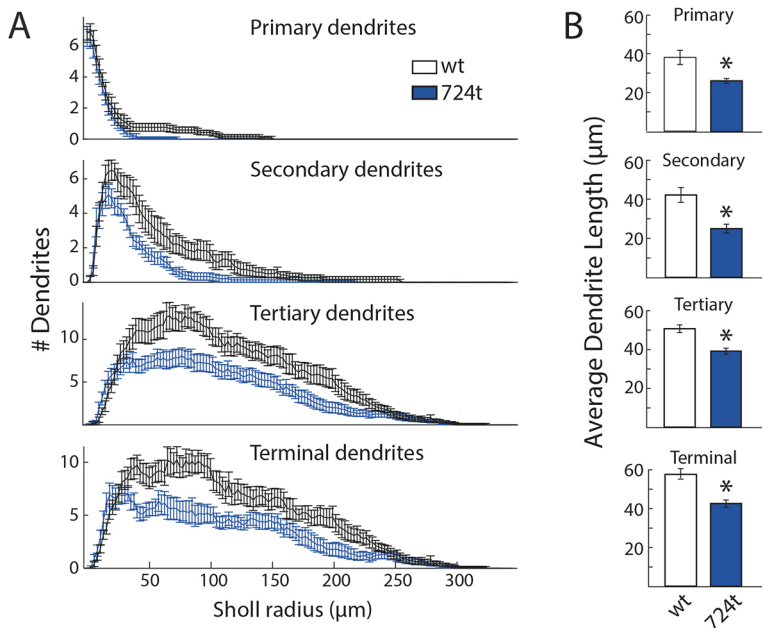 A
B
Primary dendrites
wt
724t
6
4
2
0
Secondary dendrites
6
4
2
0
Tertiary dendrites
10
5
Terminal dendrites
10
5
0
50
100
150
200
250
300
# Dendrites
Sholl radius (μm)
Average Dendrite Length (μm)
Primary
60
40
20
*
Secondary
60
40
20
*
Tertiary
60
40
20
*
Terminal
60
40
20
*
wt
724t